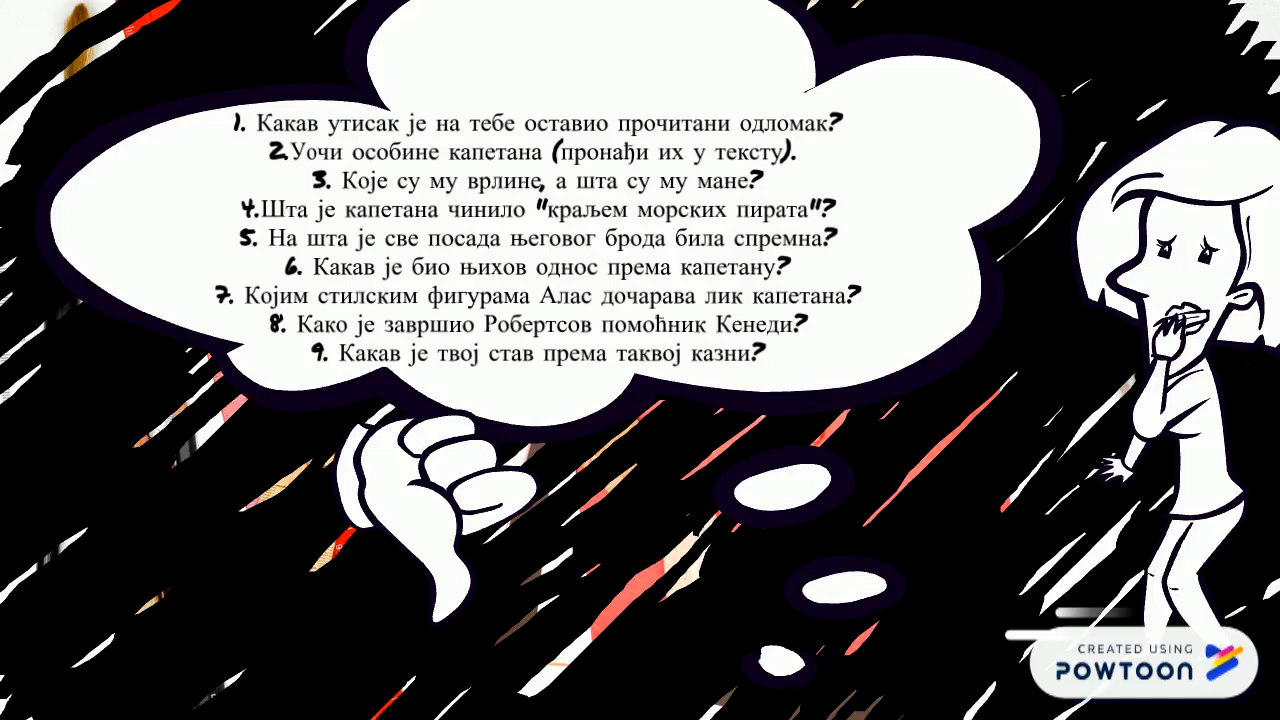 1. Какав утисак је на тебе оставио прочитани одломак?
2.Уочи особине капетана (пронађи их у тексту).
3. Које су му врлине, а шта су му мане?
4.Шта је капетана чинило "краљем морских пирата"?
5. На шта је све посада његовог брода била спремна?
6. Какав је био њихов однос према капетану?
7. Којим стилским фигурама Алас дочарава лик капетана?
8. Како је завршио Робертсов помоћник Кенеди?
9. Какав је твој став према таквој казни?
CREATED USING
POWTOON